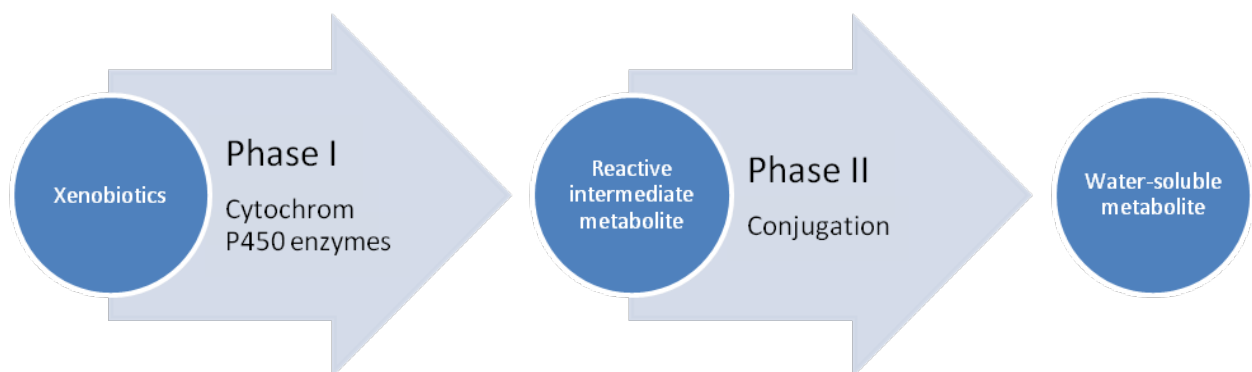 Xenobiotics
Phase I
Cytochrom
P450 enzymes
Reactive
intermediate
metabolite
Phase II
Conjugation
Water-soluble
metabolite